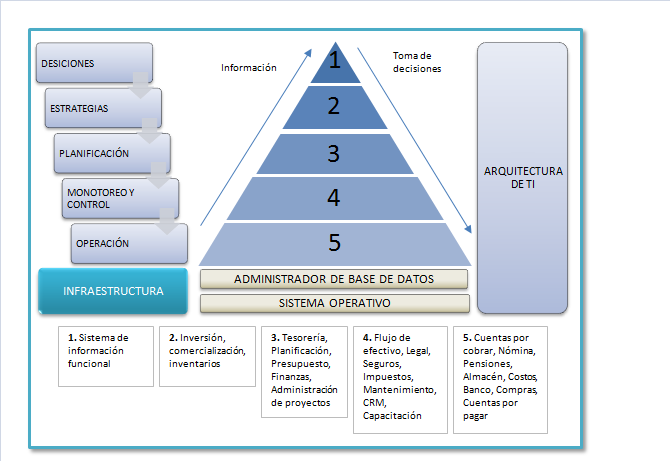 DESICIONES
ESTRATEGIAS
PLANIFICACIÓN
MONOTOREO Y
CONTROL
OPERACIÓN
INFRAESTRUCTURA
Información
Toma de
decisiones
1
2
3
4
5
ADMINISTRADOR DE BASE DE DATOS
SISTEMA OPERATIVO
ARQUITECTURA
DE TI
1. Sistema de
información
funcional
2. Inversión,
comercialización,
inventarios
3. Tesorería,
Planificación,
Presupuesto,
Finanzas,
Administración
de proyectos
4. Flujo de
efectivo, Legal,
Seguros,
Impuestos,
Mantenimiento,
CRM,
Capacitación
5. Cuentas por
cobrar, Nómina,
Pensiones,
Almacén, Costos,
Banco, Compras,
Cuentas por
pagar